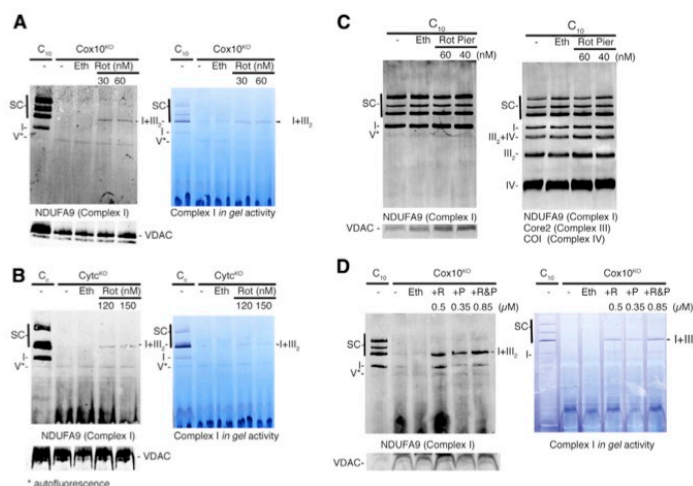 A
C10 Cox10KO
- - Eth Rot (nM)
30 60
SC-
I-
V*-
- I+III2
NDUFA9 (Complex I)
- VDAC
C10 Cox10KO
- - Eth Rot (nM)
30 60
SC-
I-
V*-
I+III2
Complex I in gel activity
B
Cc CytcKO
- - Eth Rot (nM)
120 150
SC-
I-
V*-
- I+III2
NDUFA9 (Complex I)
- VDAC
* autofluorescence
Cc CytcKO
- - Eth Rot (nM)
120 150
SC-
I-
V*-
- I+III2
Complex I in gel activity
C
C10
- Eth Rot Pier
60 40 (nM)
SC-
I-
V*
NDUFA9 (Complex I)
VDAC
C10
- Eth Rot Pier
60 40 (nM)
SC-
I-
III2+IV-
III2-
IV-
NDUFA9 (Complex I)
Core2 (Complex III)
COI (Complex IV)
D
C10 Cox10KO
- - Eth +R +P +R&P
0.5 0.35 0.85 (μM)
SC-
I-
V*-
- I+III2
NDUFA9 (Complex I)
VDAC-
C10 Cox10KO
- - Eth +R +P +R&P
0.5 0.35 0.85
SC-
I-
Complex I in gel activity